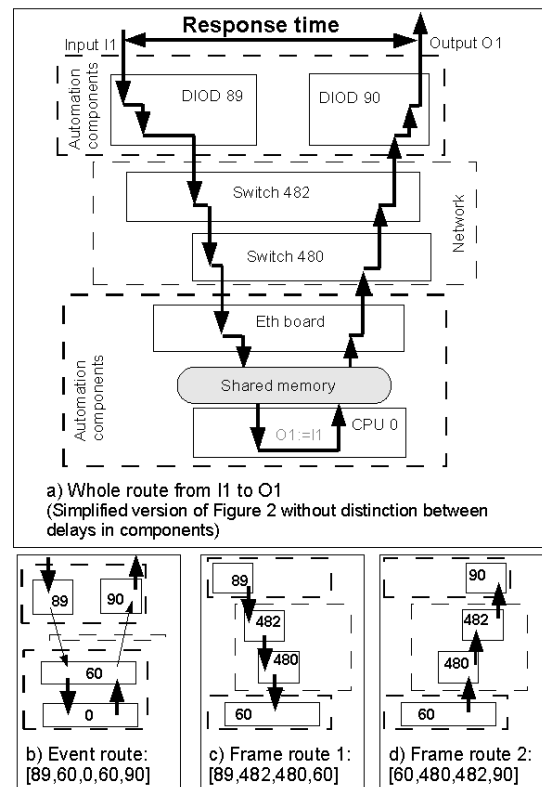 Response time
Input I1
Output O1
Automation
components
DIOD 89
DIOD 90
Switch 482
Network
Switch 480
Automation
components
Eth board
Shared memory
CPU 0
O1:=I1
a) Whole route from I1 to O1
(Simplified version of Figure 2 without distinction between
delays in components)
89
90
60
0
b) Event route:
[89,60,0,60,90]
89
482
480
60
c) Frame route 1:
[89,482,480,60]
90
482
480
60
d) Frame route 2:
[60,480,482,90]